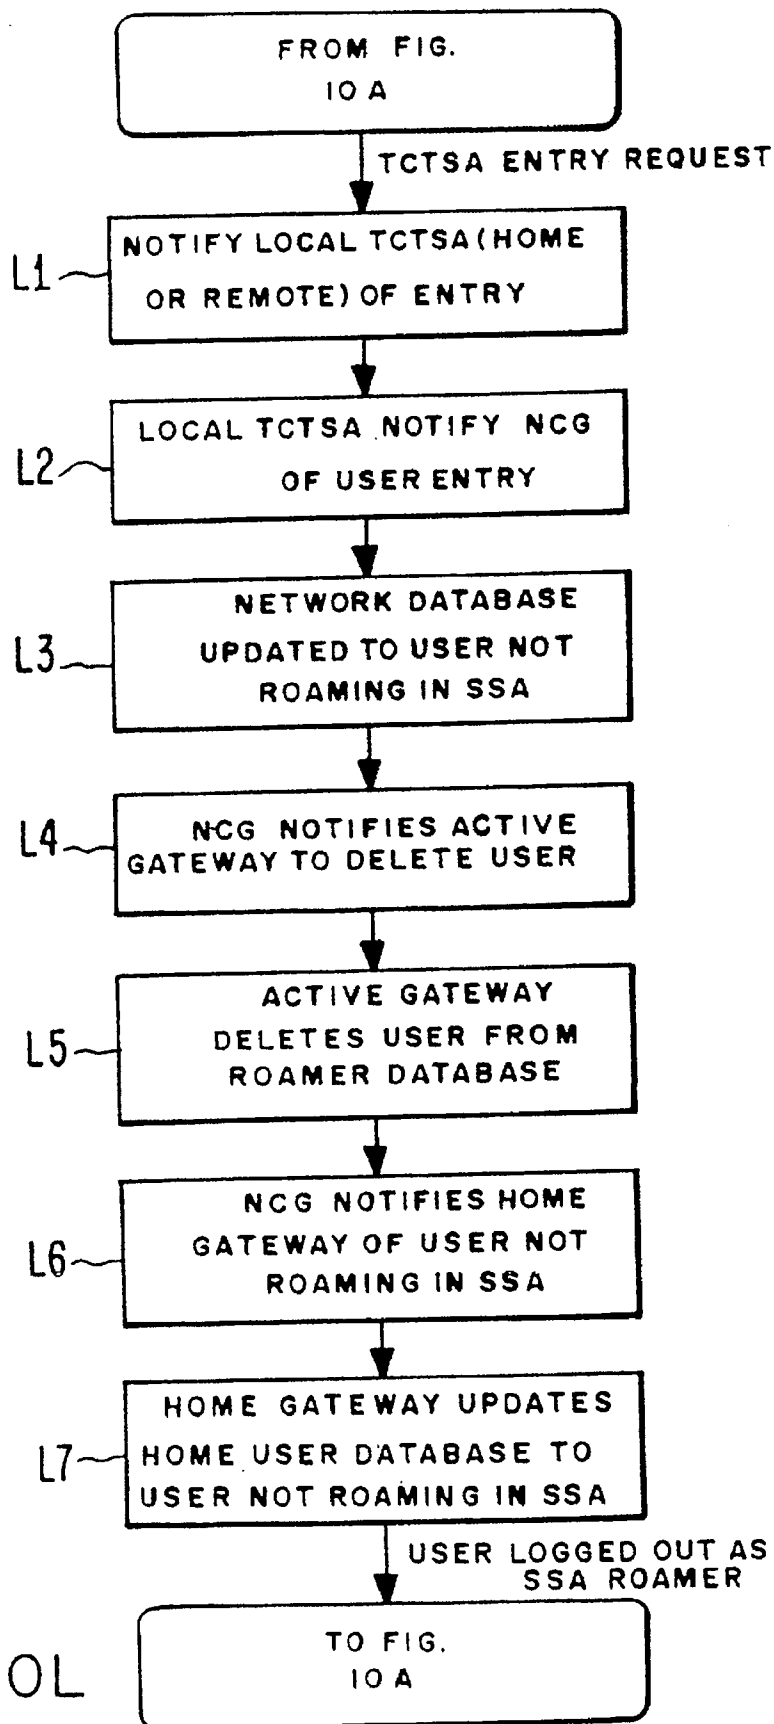 FROM FIG.
10 A
TCTSA ENTRY REQUEST
L1
NOTIFY LOCAL TCTSA (HOME
OR REMOTE) OF ENTRY
L2
LOCAL TCTSA NOTIFY NCG
OF USER ENTRY
L3
NETWORK DATABASE
UPDATED TO USER NOT
ROAMING IN SSA
L4
NCG NOTIFIES ACTIVE
GATEWAY TO DELETE USER
L5
ACTIVE GATEWAY
DELETES USER FROM
ROAMER DATABASE
L6
NCG NOTIFIES HOME
GATEWAY OF USER NOT
ROAMING IN SSA
L7
HOME GATEWAY UPDATES
HOME USER DATABASE TO
USER NOT ROAMING IN SSA
USER LOGGED OUT AS
SSA ROAMER
TO FIG.
10 A
OL